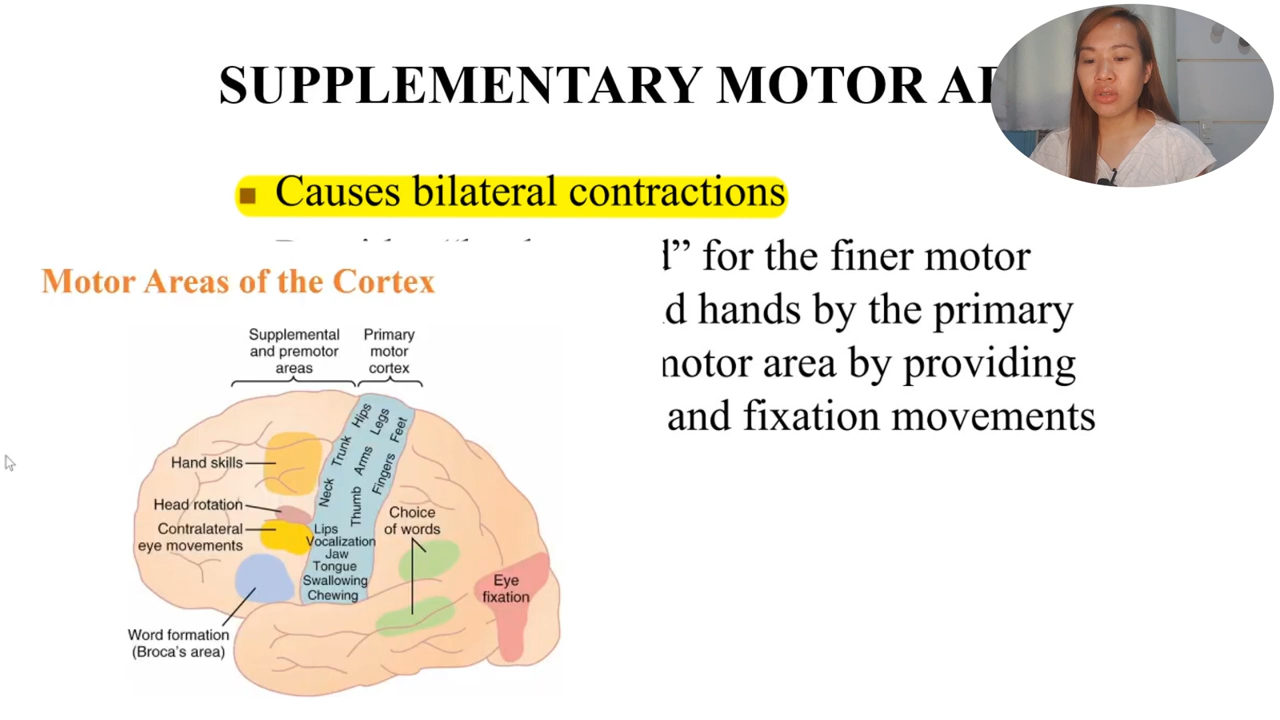 SUPPLEMENTARY MOTOR
Causes bilateral contractions
for the finer motor
hands by the primary
area by providing
and fixation movements
Motor Areas of the Cortex
Supplemental
and premotor
areas
Primary
motor
cortex
Hips
Legs
Feet
Trunk
Arms
Fingers
Neck
Thumb
Hand skills
Head rotation
Contralateral
eye movements
Lips
Vocalization
Jaw
Tongue
Swallowing
Chewing
Choice
of words
Eye
fixation
Word formation
(Broca's area)